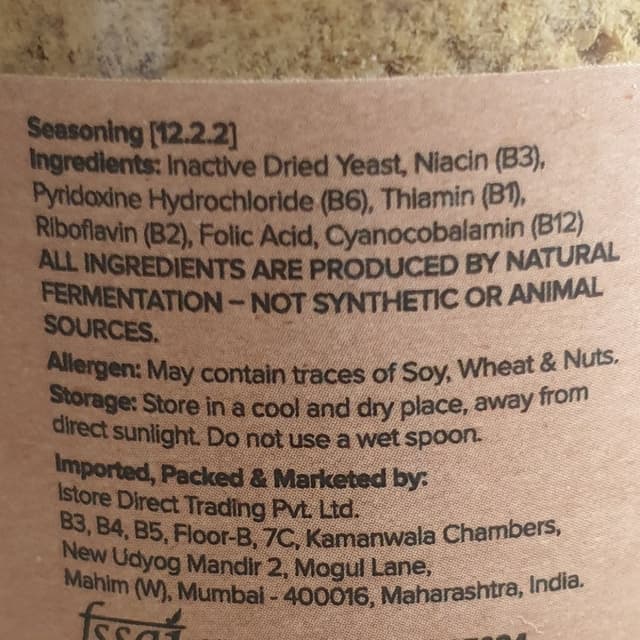 Seasoning [12.2.2]
Ingredients: Inactive Dried Yeast, Niacin (B3),
Pyridoxine Hydrochloride (B6), Thiamin (B1),
Riboflavin (B2), Folic Acid, Cyanocobalamin (B12)
ALL INGREDIENTS ARE PRODUCED BY NATURAL
FERMENTATION – NOT SYNTHETIC OR ANIMAL
SOURCES.
Allergen: May contain traces of Soy, Wheat & Nuts.
Storage: Store in a cool and dry place, away from
direct sunlight. Do not use a wet spoon.
Imported, Packed & Marketed by:
Istore Direct Trading Pvt. Ltd.
B3, B4, B5, Floor-B, 7C, Kamanwala Chambers,
New Udyog Mandir 2, Mogul Lane,
Mahim (W), Mumbai - 400016, Maharashtra, India.
fssai